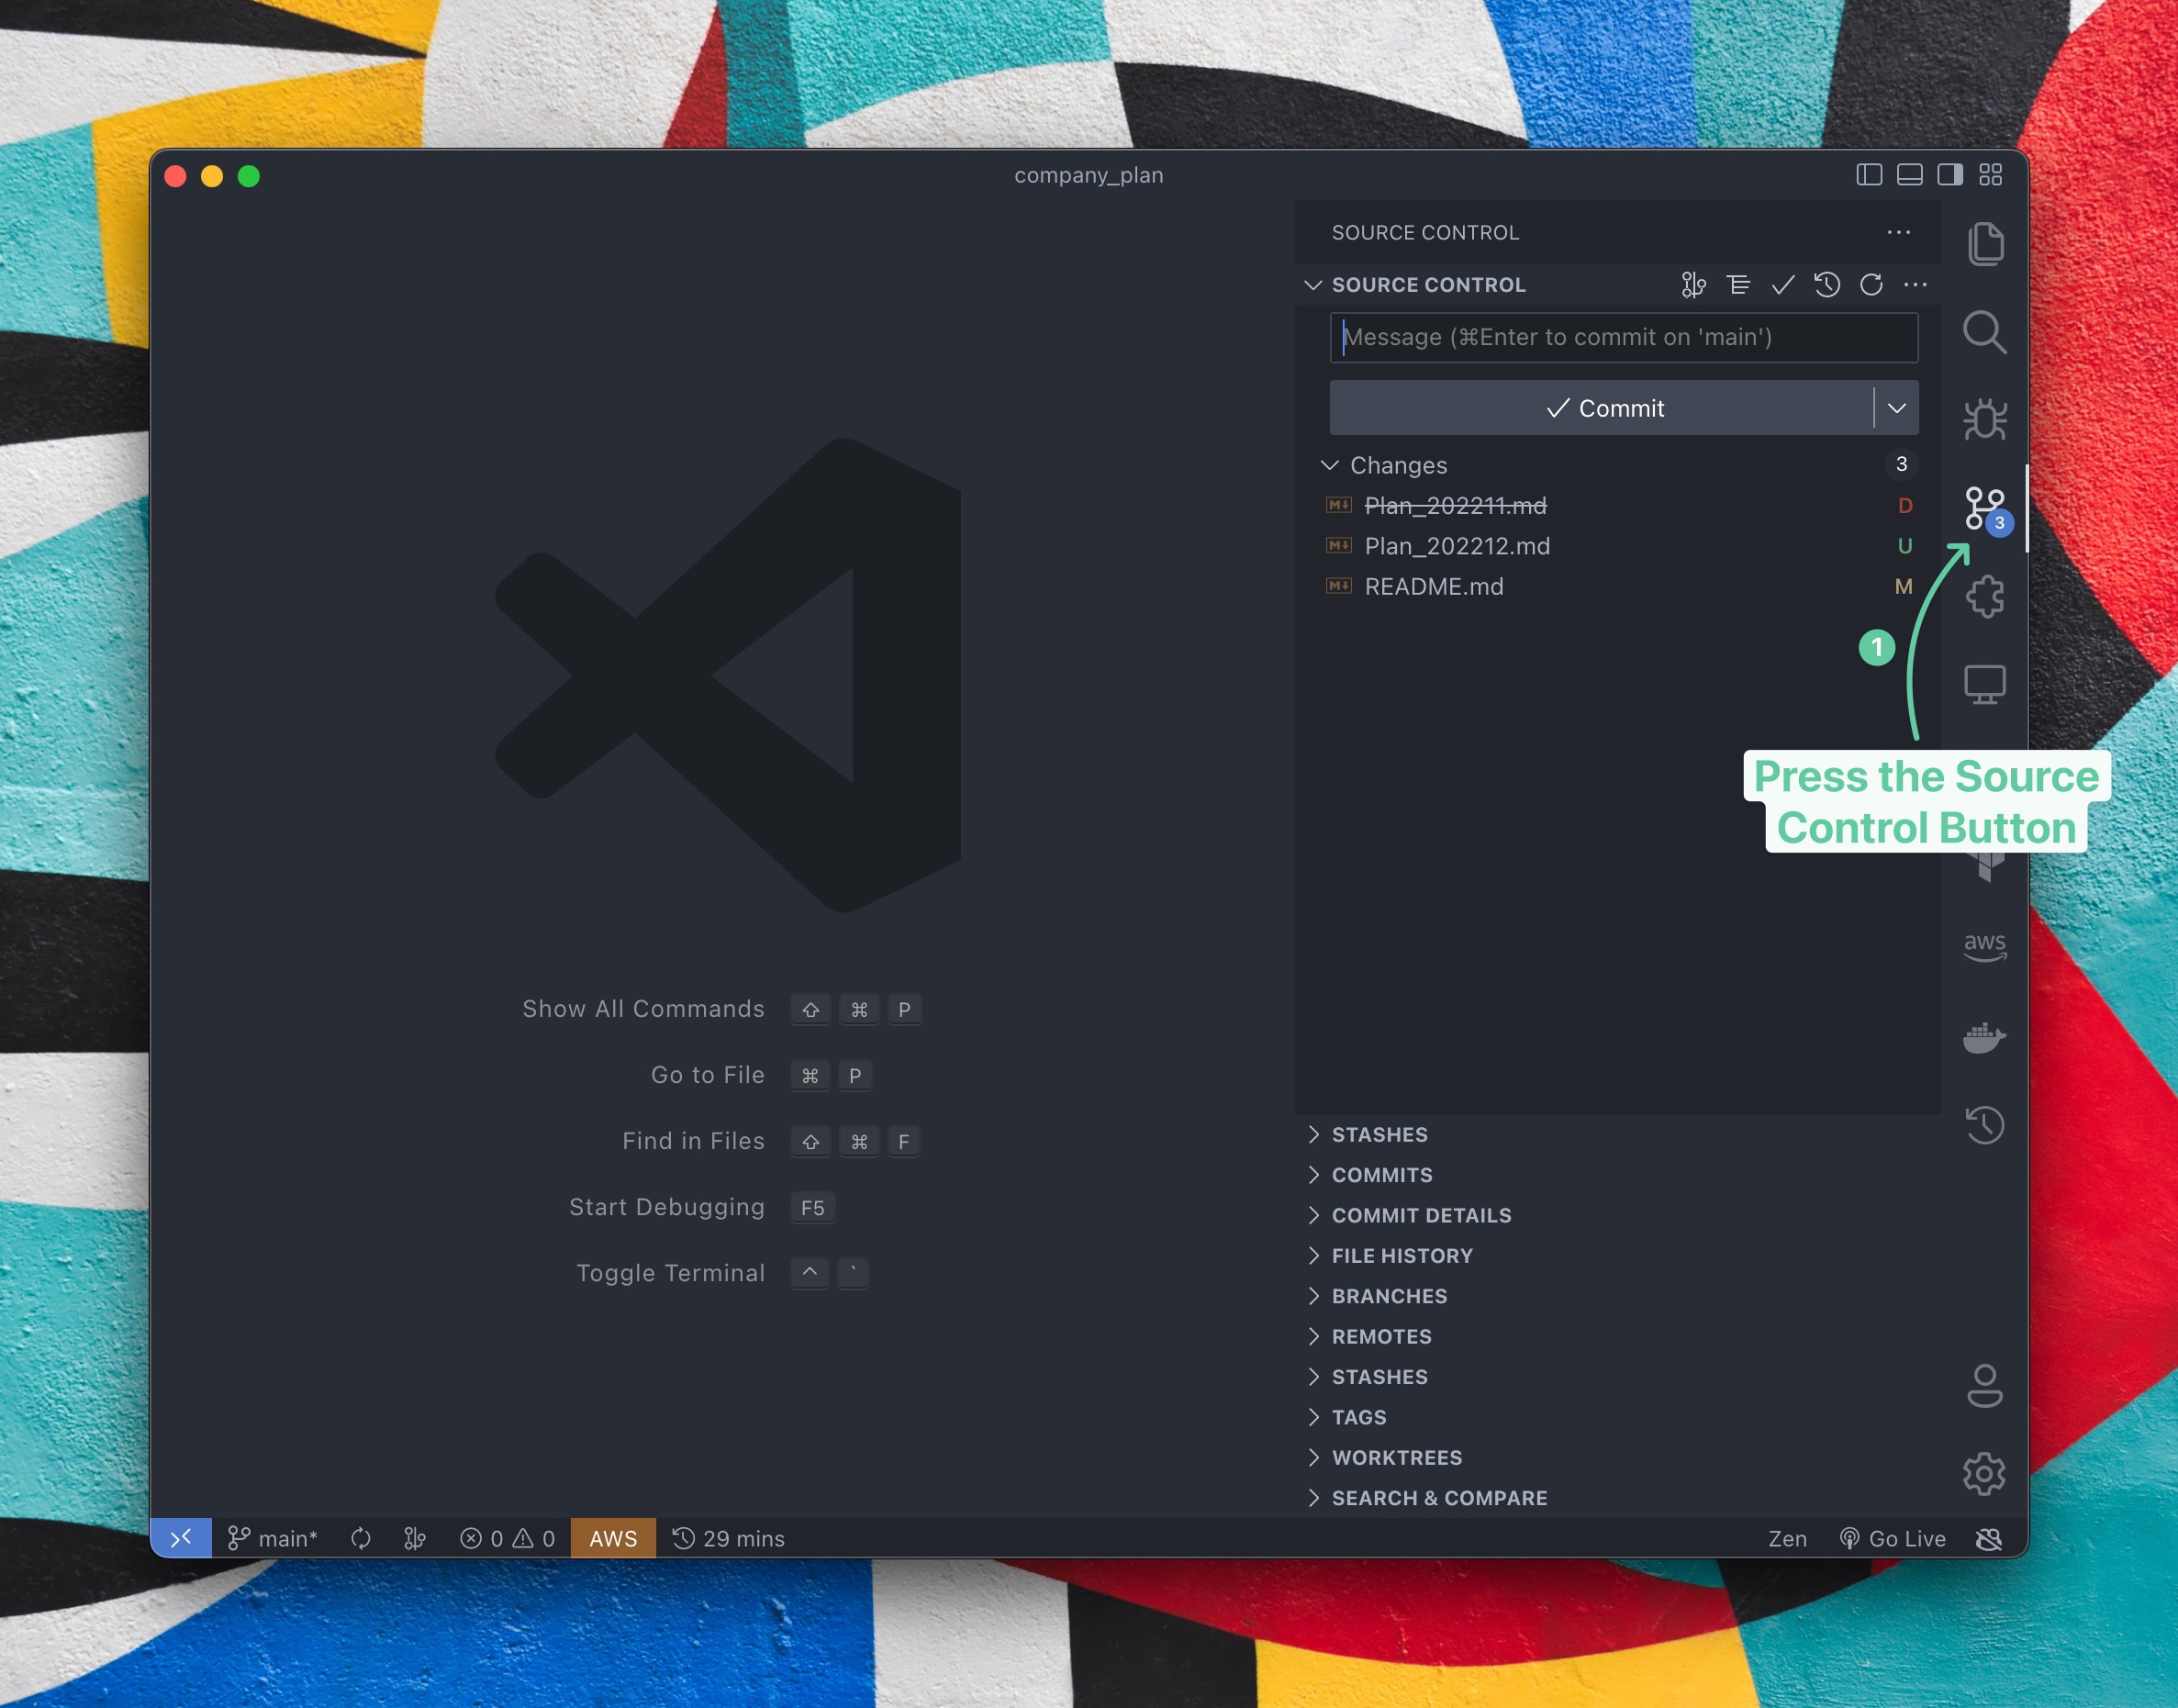 company_plan
SOURCE CONTROL
SOURCE CONTROL
Message (⌘Enter to commit on 'main')
Commit
Changes 3
Plan_202211.md D
Plan_202212.md U
README.md M
3
1
Press the Source
Control Button
aws
Show All Commands ⇧ ⌘ P
Go to File ⌘ P
Find in Files ⇧ ⌘ F
Start Debugging F5
Toggle Terminal ^ `
STASHES
COMMITS
COMMIT DETAILS
FILE HISTORY
BRANCHES
REMOTES
STASHES
TAGS
WORKTREES
SEARCH & COMPARE
main* 0 0 AWS 29 mins Zen Go Live